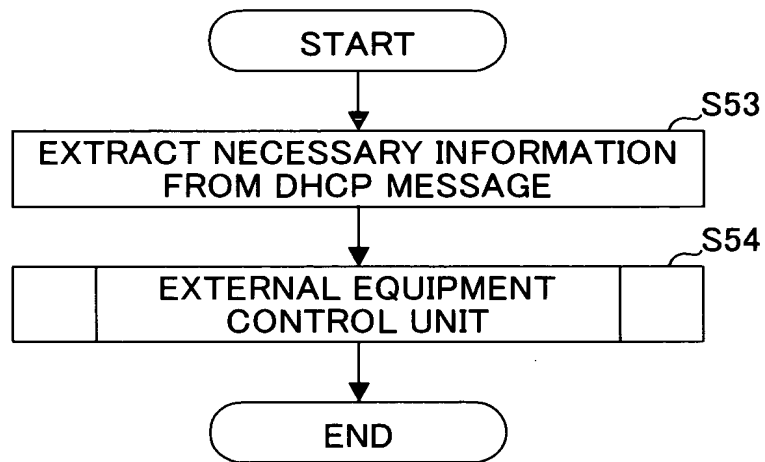 START
S53
EXTRACT NECESSARY INFORMATION
FROM DHCP MESSAGE
S54
EXTERNAL EQUIPMENT
CONTROL UNIT
END